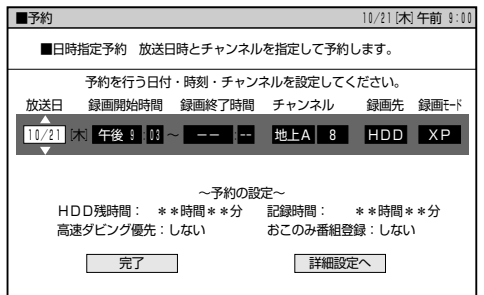 ■予約 10/21[木]午前 9:00
■日時指定予約 放送日時とチャンネルを指定して予約します。
予約を行う日付・時刻・チャンネルを設定してください。
放送日 録画開始時間 録画終了時間 チャンネル 録画先 録画モード
10/21 [木] 午後 9:03 ～ −−:−− 地上A 8 HDD XP
～予約の設定～
HDD残時間： ＊＊時間＊＊分 記録時間： ＊＊時間＊＊分
高速ダビング優先：しない おこのみ番組登録：しない
完了 詳細設定へ